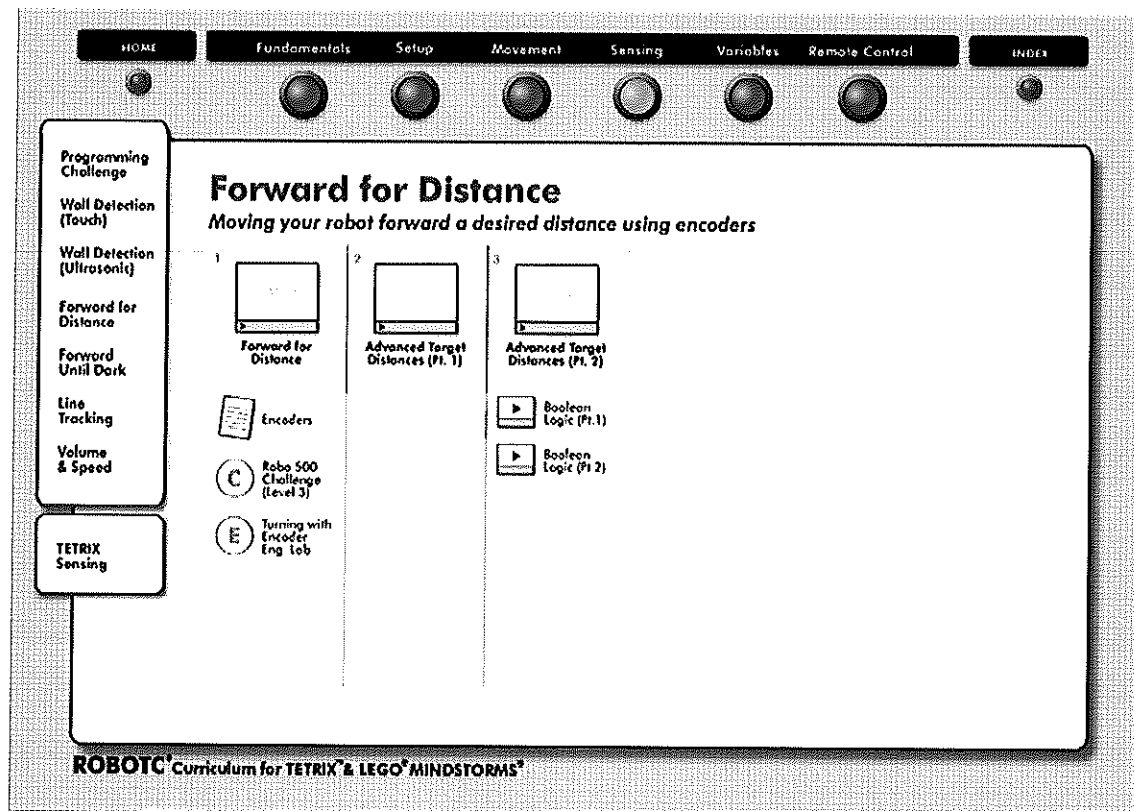 HOME
Fundamentals
Setup
Movement
Sensing
Variables
Remote Control
INDEX
Programming
Challenge
Wall Detection
(Touch)
Wall Detection
(Ultrasonic)
Forward for
Distance
Forward
Until Dark
Line
Tracking
Volume
& Speed
TETRIX
Sensing
Forward for Distance
Moving your robot forward a desired distance using encoders
1
Forward for
Distance
Encoders
C
Robo 500
Challenge
(Level 3)
E
Turning with
Encoder
Eng Lab
2
Advanced Target
Distances (Pt. 1)
3
Advanced Target
Distances (Pt. 2)
Boolean
Logic (Pt.1)
Boolean
Logic (Pt 2)
ROBOTC® Curriculum for TETRIX™& LEGO® MINDSTORMS®